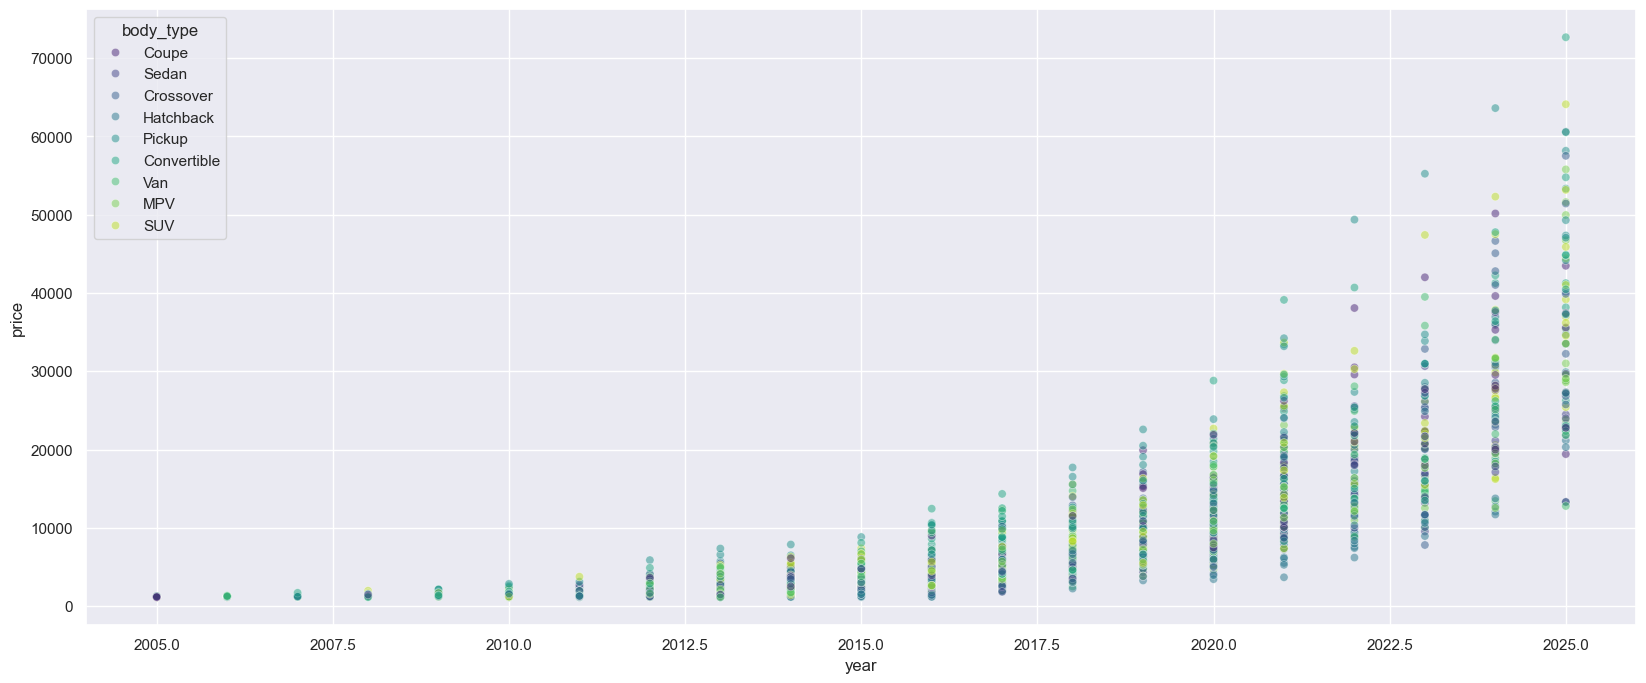 body_type
Coupe
Sedan
Crossover
Hatchback
Pickup
Convertible
Van
MPV
SUV
price
70000
60000
50000
40000
30000
20000
10000
0
2005.0 2007.5 2010.0 2012.5 2015.0 2017.5 2020.0 2022.5 2025.0
year